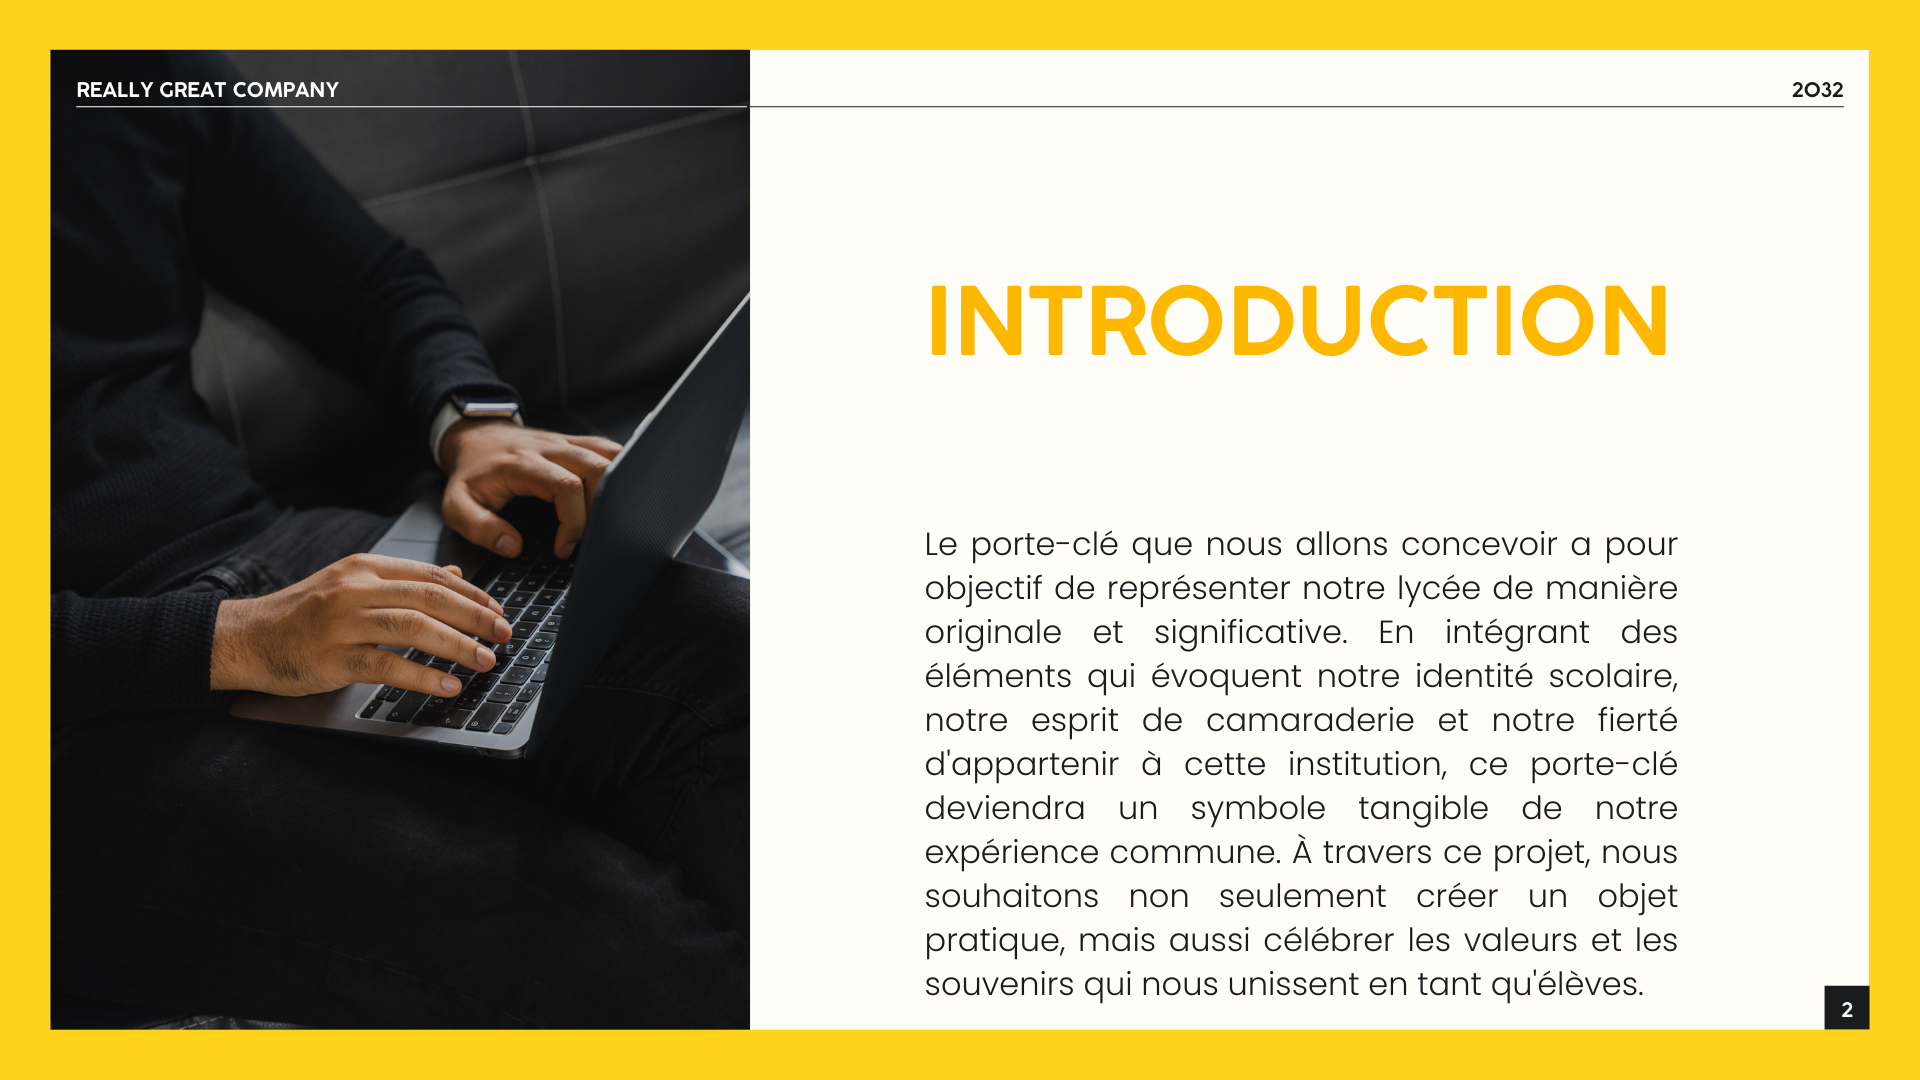 REALLY GREAT COMPANY
2032
INTRODUCTION
Le porte-clé que nous allons concevoir a pour
objectif de représenter notre lycée de manière
originale et significative. En intégrant des
éléments qui évoquent notre identité scolaire,
notre esprit de camaraderie et notre fierté
d'appartenir à cette institution, ce porte-clé
deviendra un symbole tangible de notre
expérience commune. À travers ce projet, nous
souhaitons non seulement créer un objet
pratique, mais aussi célébrer les valeurs et les
souvenirs qui nous unissent en tant qu'élèves.
2